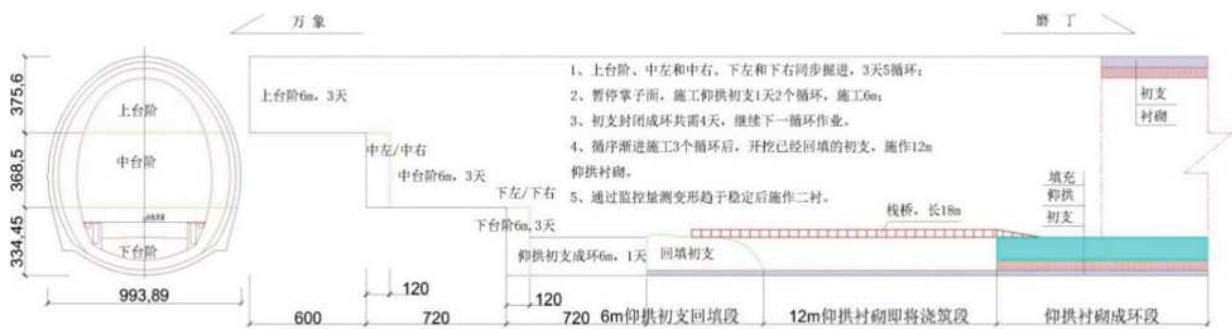 万象
磨丁
1、上台阶、中左和中右、下左和下右同步掘进，3天5循环；
2、暂停掌子面，施工仰拱初支1天2个循环，施工6m；
3、初支封闭成环共需4天，继续下一循环作业。
4、循序渐进施工3个循环后，开挖已经回填的初支，施作12m
仰拱衬砌。
5、通过监控量测变形趋于稳定后施作二衬。
375,6
368,5
334,45
上台阶
中台阶
下台阶
993,89
上台阶6m，3天
中左/中右
中台阶6m，3天
下左/下右
下台阶6m,3天
仰拱初支成环6m，1天
回填初支
栈桥，长18m
初支
衬砌
填充
仰拱
初支
120
120
600
720
720
6m仰拱初支回填段
12m仰拱衬砌即将浇筑段
仰拱衬砌成环段